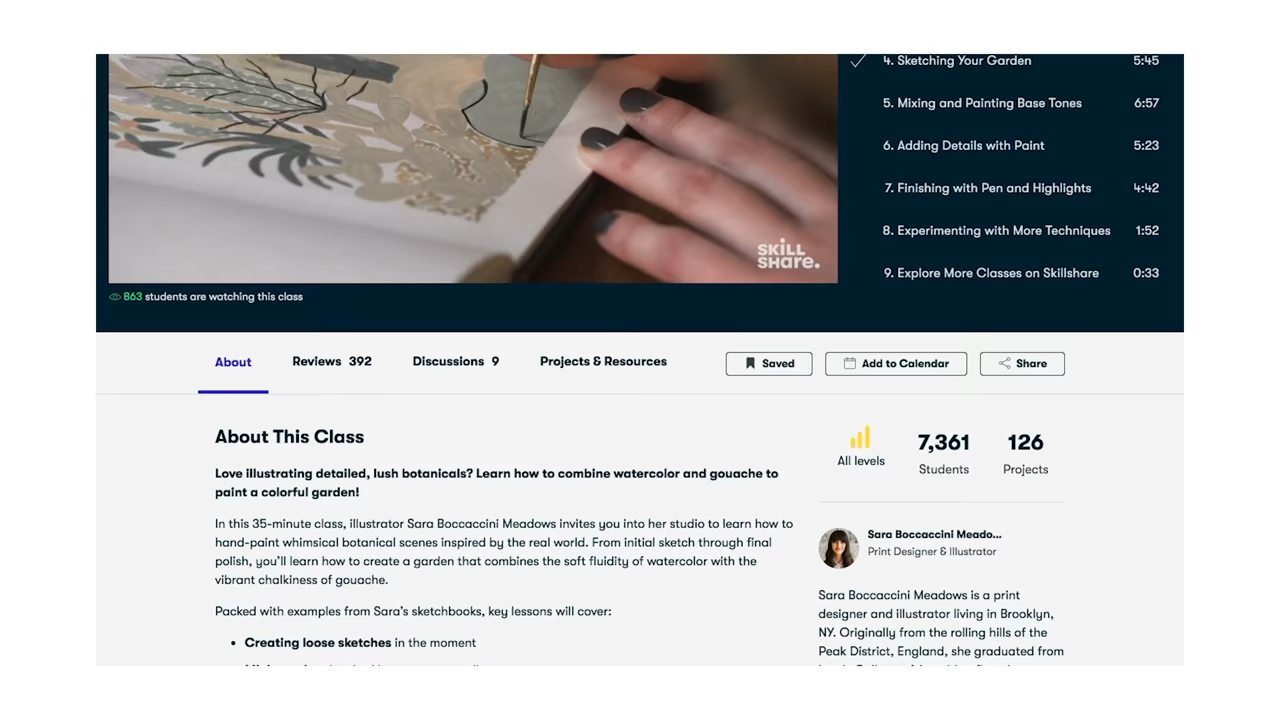 4. Sketching Your Garden 5:45
5. Mixing and Painting Base Tones 6:57
6. Adding Details with Paint 5:23
7. Finishing with Pen and Highlights 4:42
8. Experimenting with More Techniques 1:52
9. Explore More Classes on Skillshare 0:33
SKILL
SHare.
863 students are watching this class
About Reviews 392 Discussions 9 Projects & Resources Saved Add to Calendar Share
About This Class
Love illustrating detailed, lush botanicals? Learn how to combine watercolor and gouache to
paint a colorful garden!
In this 35-minute class, illustrator Sara Boccaccini Meadows invites you into her studio to learn how to
hand-paint whimsical botanical scenes inspired by the real world. From initial sketch through final
polish, you'll learn how to create a garden that combines the soft fluidity of watercolor with the
vibrant chalkiness of gouache.
Packed with examples from Sara's sketchbooks, key lessons will cover:
• Creating loose sketches in the moment
All levels
7,361
Students
126
Projects
Sara Boccaccini Meado...
Print Designer & Illustrator
Sara Boccaccini Meadows is a print
designer and illustrator living in Brooklyn,
NY. Originally from the rolling hills of the
Peak District, England, she graduated from